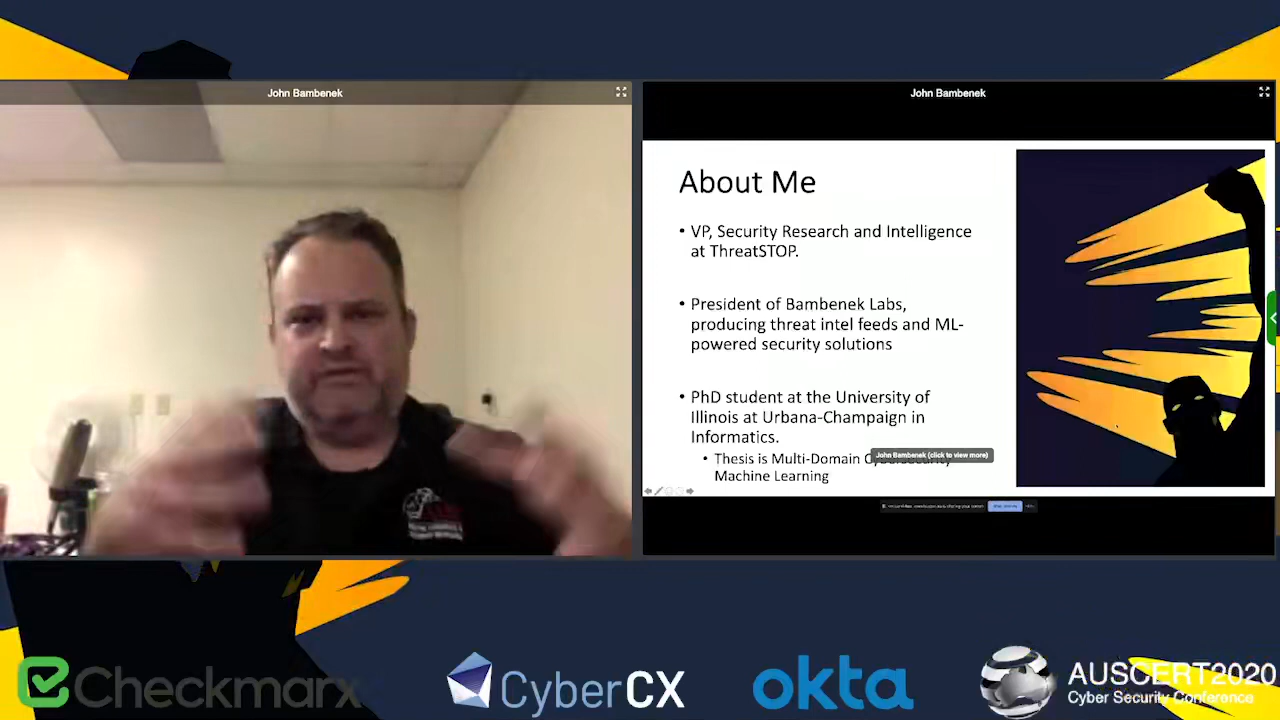 John Bambenek
John Bambenek
About Me
• VP, Security Research and Intelligence
at ThreatSTOP.
• President of Bambenek Labs,
producing threat intel feeds and ML-
powered security solutions
• PhD student at the University of
Illinois at Urbana-Champaign in
Informatics.
• Thesis is Multi-Domain Cybersecurity
Machine Learning
John Bambenek (click to view more)
Checkmarx
CyberCX
okta
AUSCERT2020
Cyber Security Conference